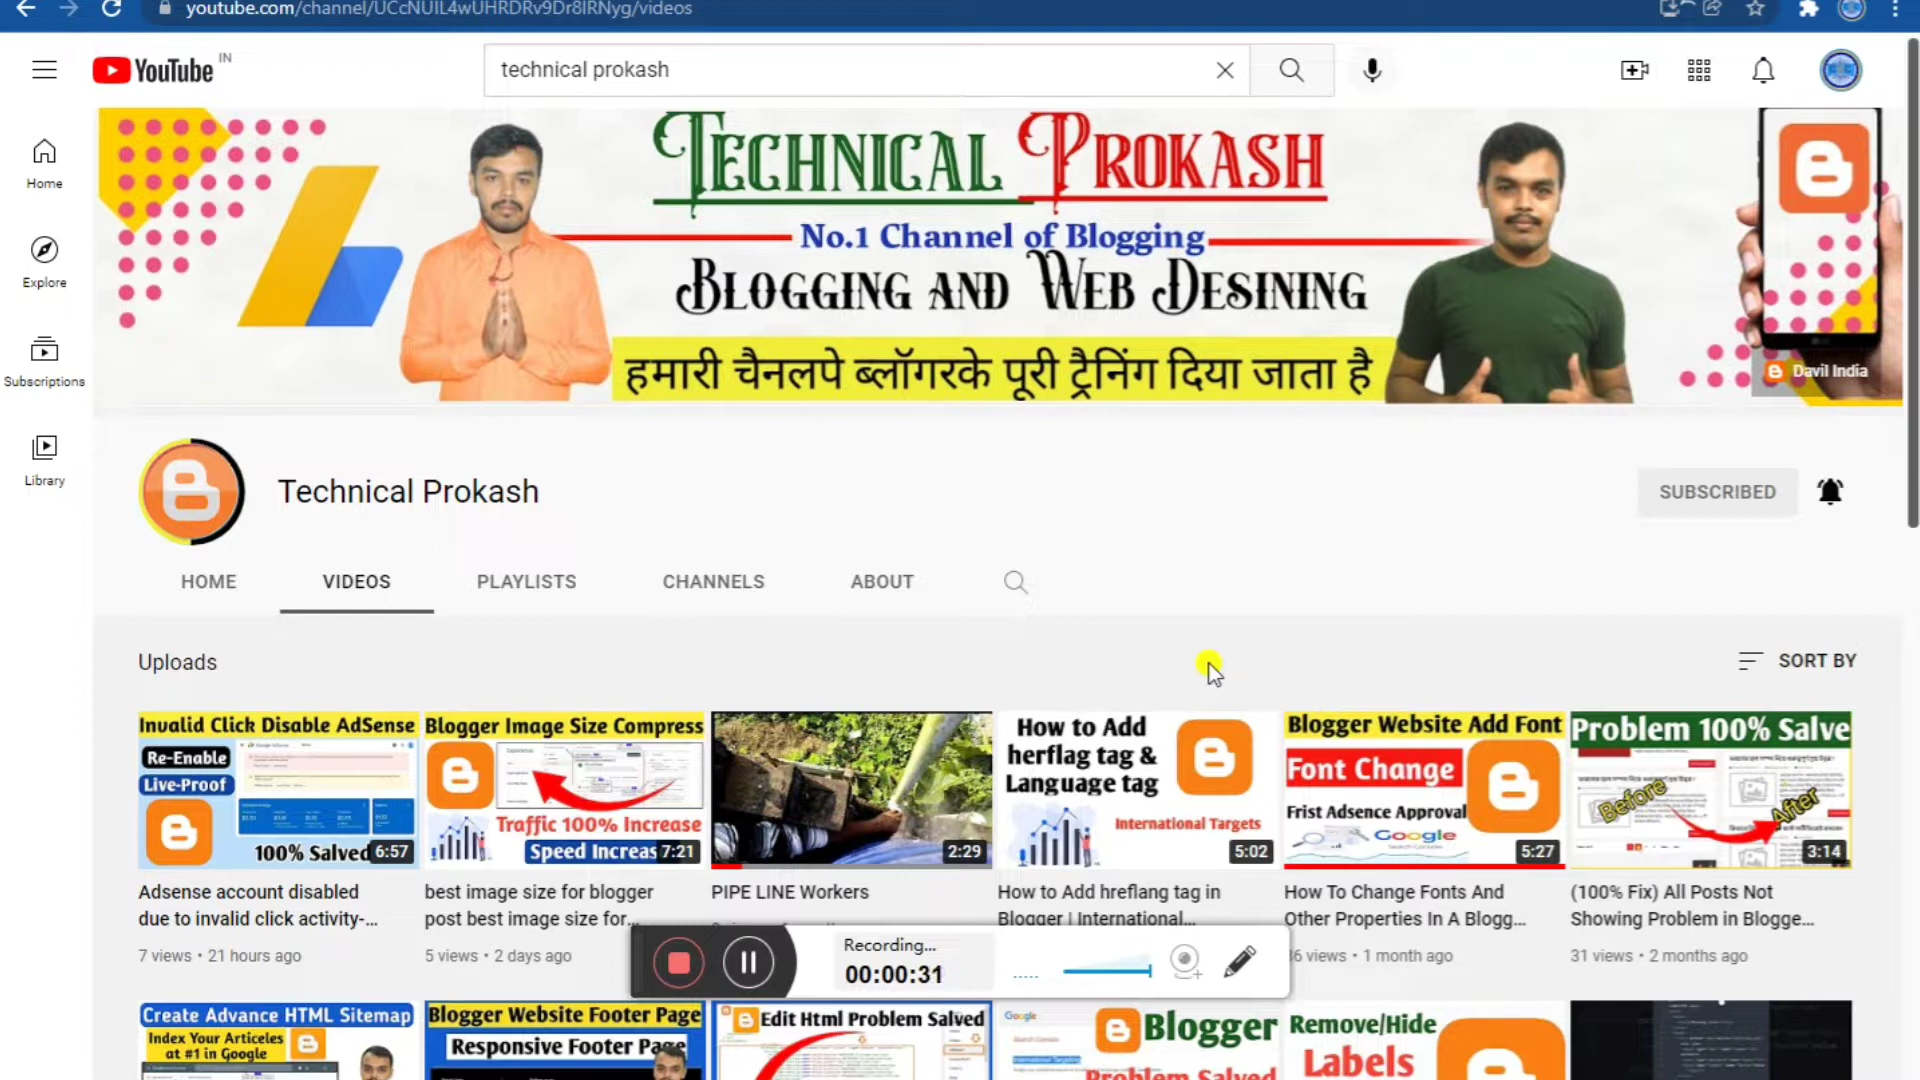 youtube.com/channel/UCcNUIL4wUHRDRv9Dr8IRNyg/videos
YouTube IN
technical prokash
Home
Explore
Subscriptions
Library
Technical Prokash
No.1 Channel of Blogging
Blogging and Web Desining
हमारी चैनलपे ब्लॉगरके पूरी ट्रैनिंग दिया जाता है
Davil India
Technical Prokash
SUBSCRIBED
HOME VIDEOS PLAYLISTS CHANNELS ABOUT
Uploads
SORT BY
Invalid Click Disable AdSense
Re-Enable
Live-Proof
100% Salved
6:57
Adsense account disabled
due to invalid click activity-...
7 views • 21 hours ago
Blogger Image Size Compress
Traffic 100% Increase
Speed Increas
7:21
best image size for blogger
post best image size for...
5 views • 2 days ago
2:29
PIPE LINE Workers
How to Add
herflag tag &
Language tag
International Targets
5:02
How to Add hreflang tag in
Blogger | International...
Blogger Website Add Font
Font Change
Frist Adsence Approval
Google
5:27
How To Change Fonts And
Other Properties In A Blogg...
6 views • 1 month ago
Problem 100% Salve
Before
After
3:14
(100% Fix) All Posts Not
Showing Problem in Blogge...
31 views • 2 months ago
Recording...
00:00:31
Create Advance HTML Sitemap
Index Your Articeles
at #1 in Google
Blogger Website Footer Page
Responsive Footer Page
Edit Html Problem Salved
Google
Blogger
Problem Salved
Remove/Hide
Labels